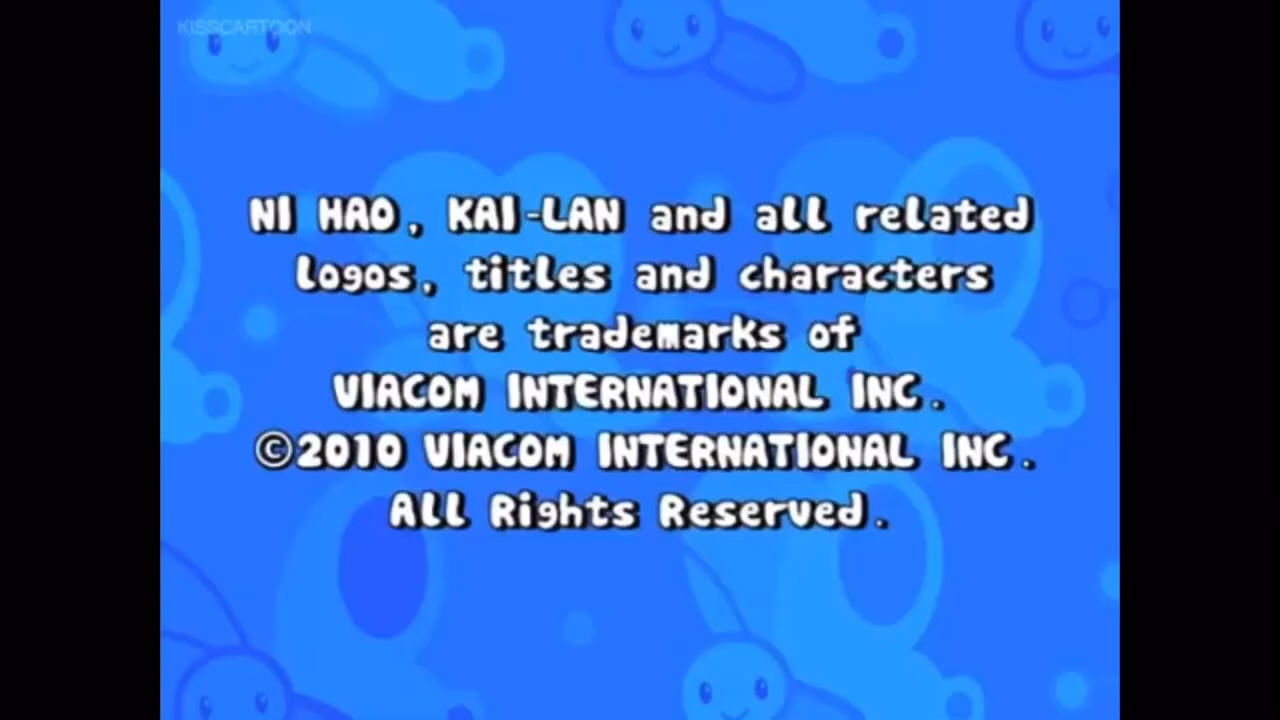 KISSCARTOON
NI HAO, KAI-LAN and all related
logos, titles and characters
are trademarks of
VIACOM INTERNATIONAL INC.
©2010 VIACOM INTERNATIONAL INC.
All Rights Reserved.